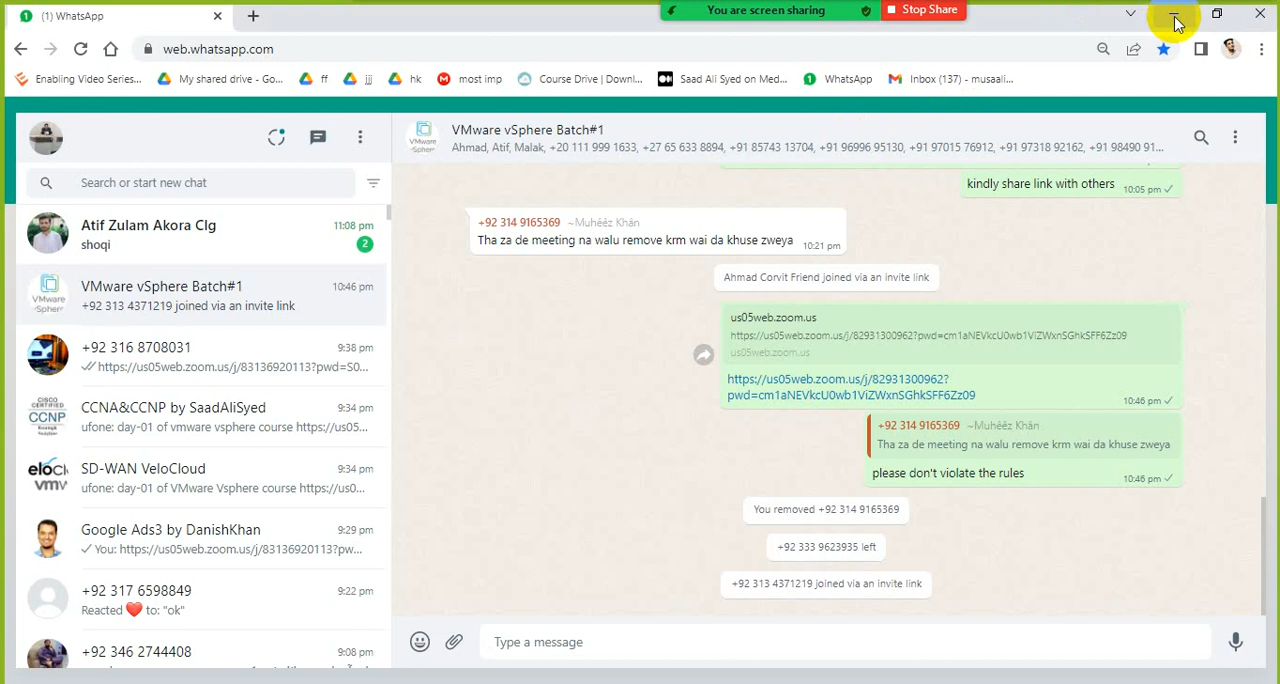 (1) WhatsApp
You are screen sharing
Stop Share
web.whatsapp.com
Enabling Video Series...
My shared drive - Go...
ff
jjj
hk
most imp
Course Drive | Downl...
Saad Ali Syed on Med...
WhatsApp
Inbox (137) - musaali...
VMware vSphere Batch#1
Ahmad, Atif, Malak, +20 111 999 1633, +27 65 633 8894, +91 85743 13704, +91 96996 95130, +91 97015 76912, +91 97318 92162, +91 98490 91...
Search or start new chat
Atif Zulam Akora Clg
11:08 pm
shoqi
2
VMware vSphere Batch#1
10:46 pm
+92 313 4371219 joined via an invite link
+92 316 8708031
9:38 pm
https://us05web.zoom.us/j/83136920113?pwd=S0...
CCNA&CCNP by SaadAliSyed
9:34 pm
ufone: day-01 of vmware vsphere course https://us0...
SD-WAN VeloCloud
9:34 pm
ufone: day-01 of VMware Vsphere course https://us0...
Google Ads3 by DanishKhan
9:29 pm
You: https://us05web.zoom.us/j/83136920113?pw...
+92 317 6598849
9:22 pm
Reacted ❤️ to: "ok"
+92 346 2744408
9:08 pm
kindly share link with others
10:05 pm
+92 314 9165369 ~Muhééz Khãn
Tha za de meeting na walu remove krm wai da khuse zweya
10:21 pm
Ahmad Corvit Friend joined via an invite link
us05web.zoom.us
https://us05web.zoom.us/j/82931300962?pwd=cm1aNEVkcU0wb1ViZWxnSGhkSFF6Zz09
us05web.zoom.us
https://us05web.zoom.us/j/82931300962?
pwd=cm1aNEVkcU0wb1ViZWxnSGhkSFF6Zz09
10:46 pm
+92 314 9165369 ~Muhééz Khãn
Tha za de meeting na walu remove krm wai da khuse zweya
please don't violate the rules
10:46 pm
You removed +92 314 9165369
+92 333 9623935 left
+92 313 4371219 joined via an invite link
Type a message